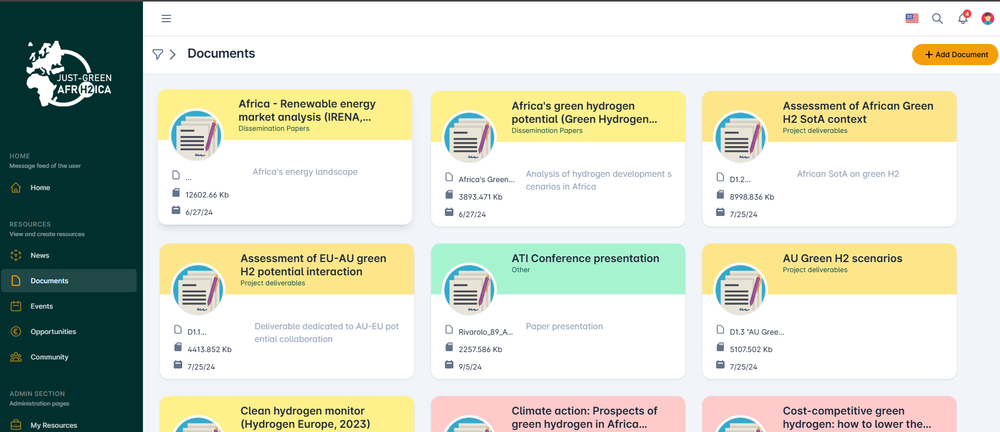 JUST-GREEN
AFRH2ICA
HOME
Message feed of the user
Home
RESOURCES
View and create resources
News
Documents
Events
Opportunities
Community
ADMIN SECTION
Administration pages
My Resources
4
Documents
+ Add Document
Africa - Renewable energy
market analysis (IRENA,...
Dissemination Papers
...
Africa's energy landscape
12602.66 Kb
6/27/24
Africa's green hydrogen
potential (Green Hydrogen...
Dissemination Papers
Africa's Green...
Analysis of hydrogen development s
cenarios in Africa
3893.471 Kb
6/27/24
Assessment of African Green
H2 SotA context
Project deliverables
D1.2...
African SotA on green H2
8998.836 Kb
7/25/24
Assessment of EU-AU green
H2 potential interaction
Project deliverables
D1.1...
Deliverable dedicated to AU-EU pot
ential collaboration
4413.852 Kb
7/25/24
ATI Conference presentation
Other
Rivarolo_89_A...
Paper presentation
2257.586 Kb
9/5/24
AU Green H2 scenarios
Project deliverables
D1.3 “AU Gree...
5107.502 Kb
7/25/24
Clean hydrogen monitor
(Hydrogen Europe, 2023)
Climate action: Prospects of
green hydrogen in Africa...
Cost-competitive green
hydrogen: how to lower the...